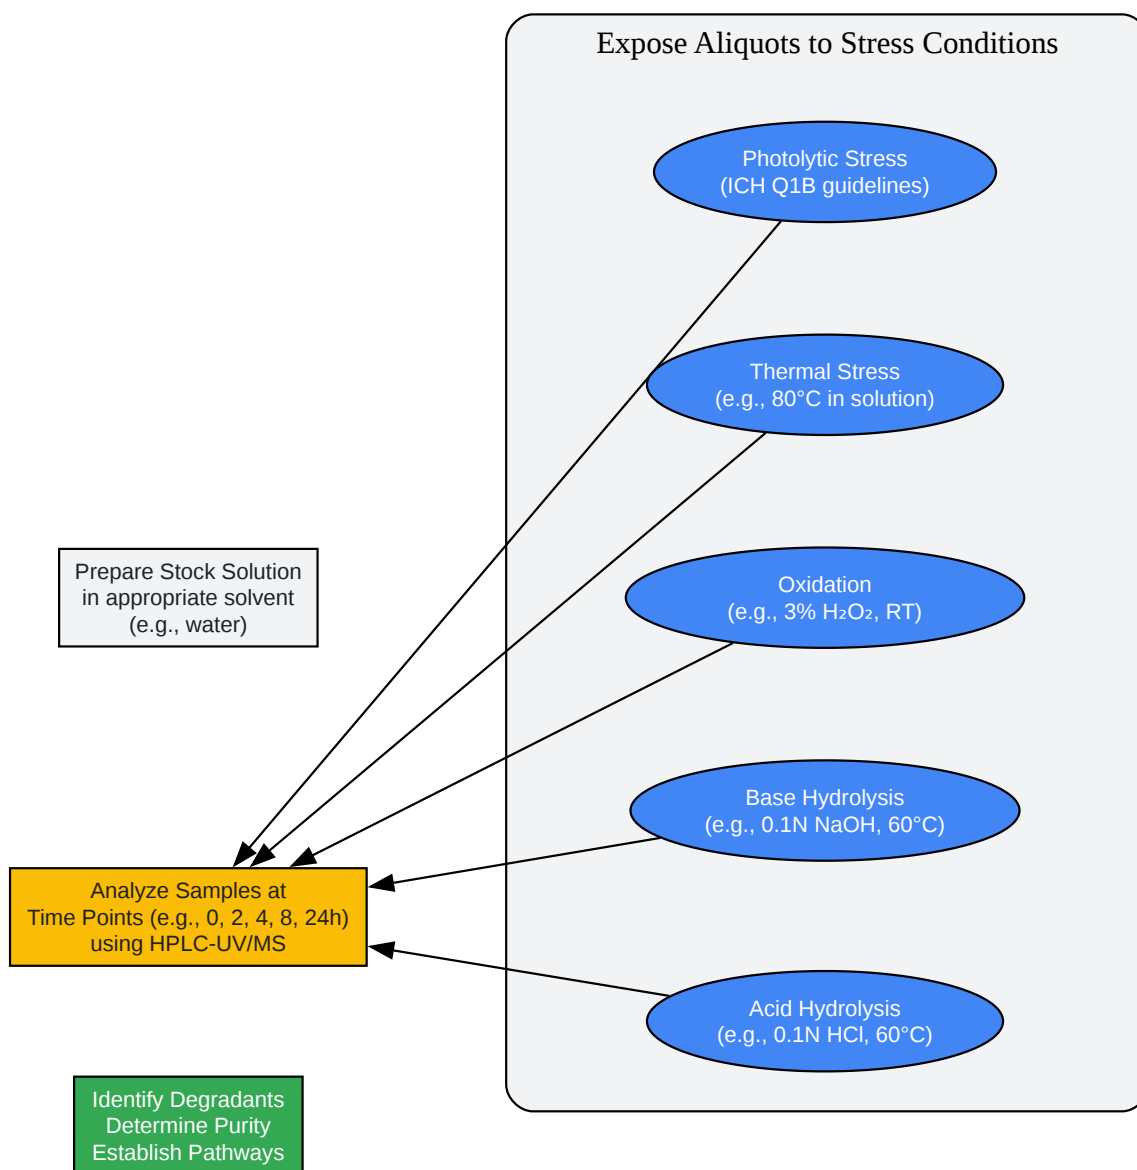 Expose Aliquots to Stress Conditions
Photolytic Stress
(ICH Q1B guidelines)
Thermal Stress
(e.g., 80°C in solution)
Oxidation
(e.g., 3% H₂O₂, RT)
Base Hydrolysis
(e.g., 0.1N NaOH, 60°C)
Acid Hydrolysis
(e.g., 0.1N HCl, 60°C)
Prepare Stock Solution
in appropriate solvent
(e.g., water)
Analyze Samples at
Time Points (e.g., 0, 2, 4, 8, 24h)
using HPLC-UV/MS
Identify Degradants
Determine Purity
Establish Pathways